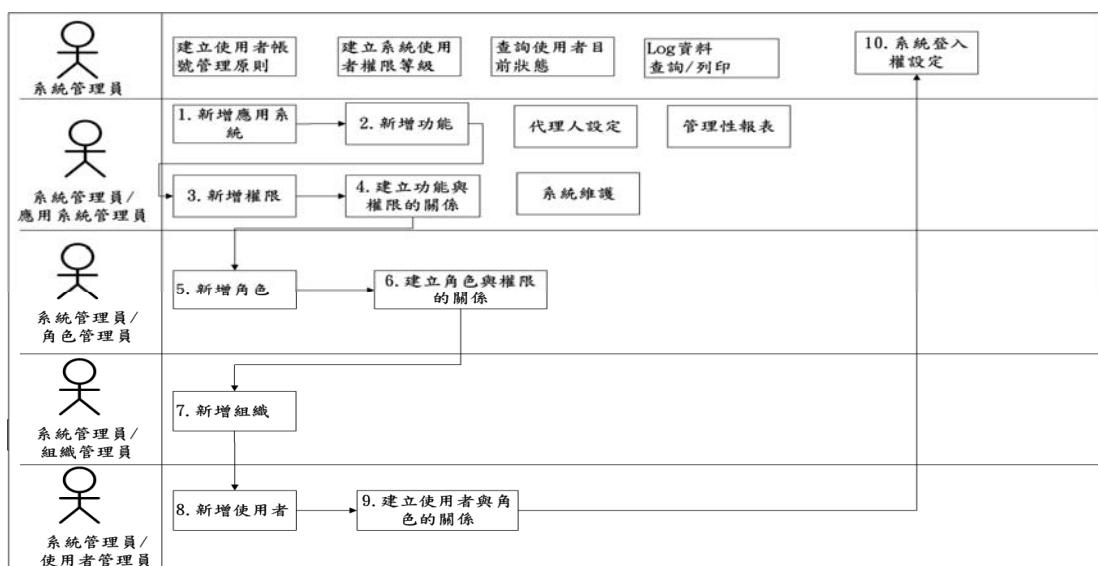 系統管理員
建立使用者帳
號管理原則
建立系統使用
者權限等級
查詢使用者目
前狀態
Log資料
查詢/列印
10.系統登入
權設定
系統管理員/
應用系統管理員
1.新增應用系
統
2.新增功能
代理人設定
管理性報表
3.新增權限
4.建立功能與
權限的關係
系統維護
系統管理員/
角色管理員
5.新增角色
6.建立角色與權限
的關係
系統管理員/
組織管理員
7.新增組織
系統管理員/
使用者管理員
8.新增使用者
9.建立使用者與角
色的關係